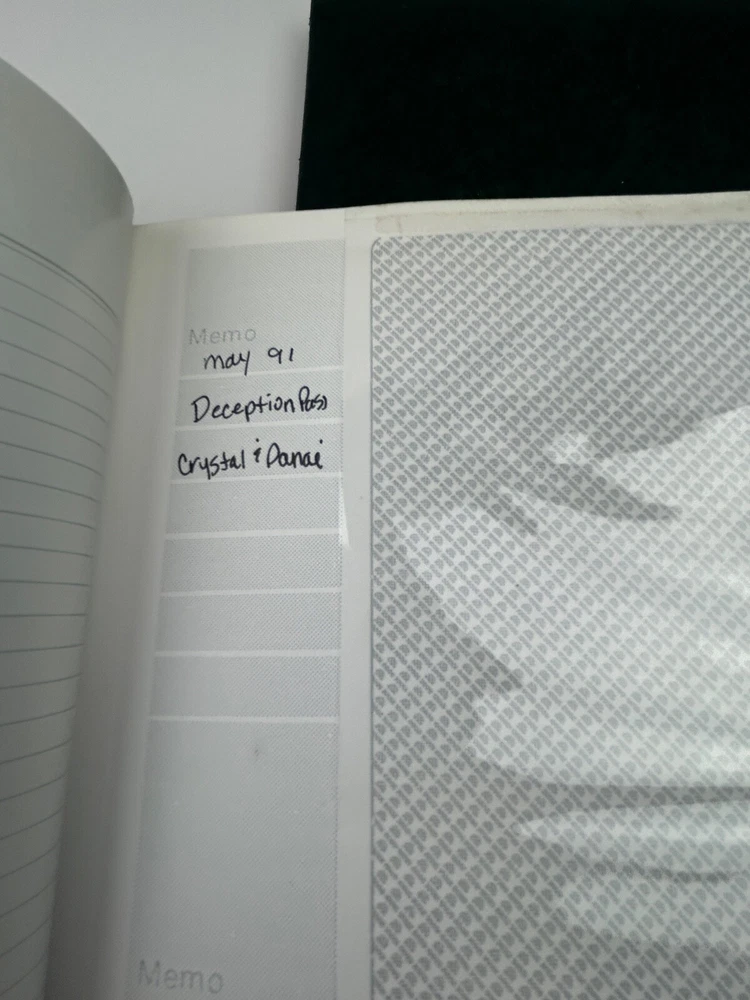 Memo
May 91
Deception Pass
Crystal & Danai
Memo